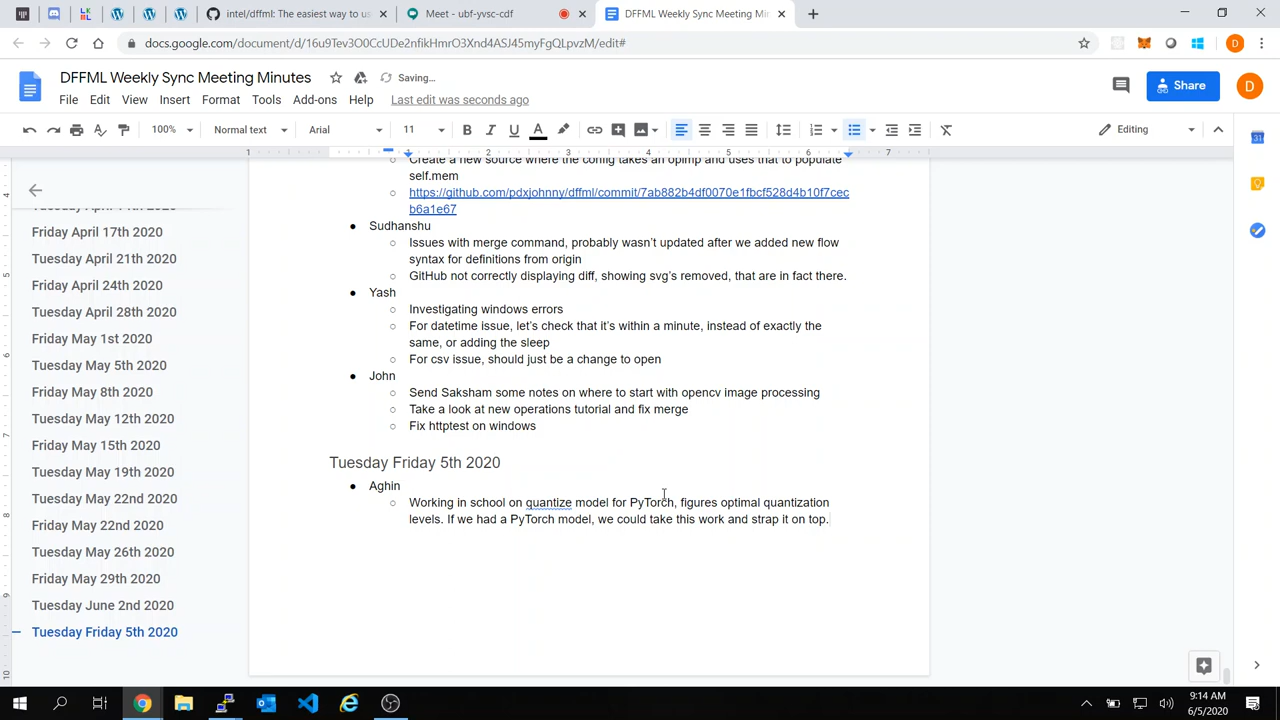 intel/dffml: The easiest way to us
Meet - ubf-yvsc-cdf
DFFML Weekly Sync Meeting Min
docs.google.com/document/d/16u9Tev3O0CcUDe2nfikHmrO3Xnd4ASJ45myFgQLpvzM/edit#
DFFML Weekly Sync Meeting Minutes
Saving…
File Edit View Insert Format Tools Add-ons Help Last edit was seconds ago
Share
100% Normal text Arial 11 Editing
1 1 2 3 4 5 6 7
Create a new source where the config takes an opimp and uses that to populate
self.mem
https://github.com/pdxjohnny/dffml/commit/7ab882b4df0070e1fbcf528d4b10f7cec
b6a1e67
Sudhanshu
Issues with merge command, probably wasn't updated after we added new flow
syntax for definitions from origin
GitHub not correctly displaying diff, showing svg's removed, that are in fact there.
Yash
Investigating windows errors
For datetime issue, let's check that it's within a minute, instead of exactly the
same, or adding the sleep
For csv issue, should just be a change to open
John
Send Saksham some notes on where to start with opencv image processing
Take a look at new operations tutorial and fix merge
Fix httptest on windows
Tuesday Friday 5th 2020
Aghin
Working in school on quantize model for PyTorch, figures optimal quantization
levels. If we had a PyTorch model, we could take this work and strap it on top.
Friday April 17th 2020
Tuesday April 21th 2020
Friday April 24th 2020
Tuesday April 28th 2020
Friday May 1st 2020
Tuesday May 5th 2020
Friday May 8th 2020
Tuesday May 12th 2020
Friday May 15th 2020
Tuesday May 19th 2020
Tuesday May 22nd 2020
Friday May 22nd 2020
Tuesday May 26th 2020
Friday May 29th 2020
Tuesday June 2nd 2020
Tuesday Friday 5th 2020
9:14 AM
6/5/2020